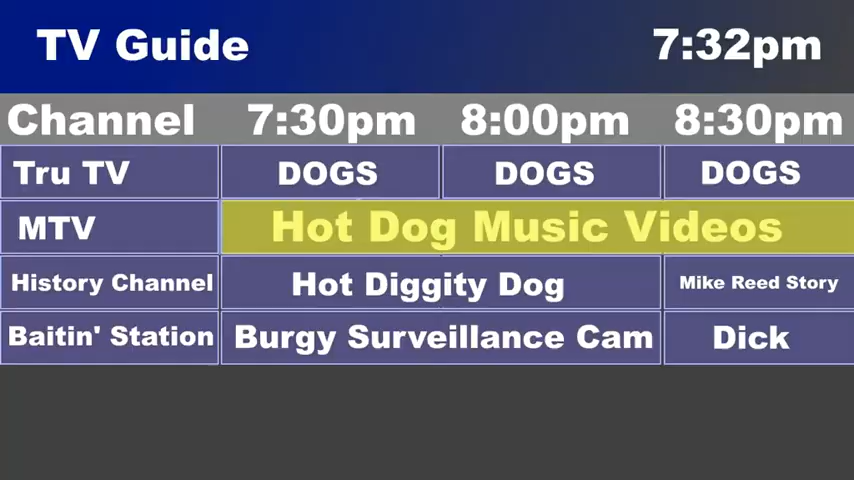 TV Guide 7:32pm
Channel 7:30pm 8:00pm 8:30pm
Tru TV DOGS DOGS DOGS
MTV Hot Dog Music Videos
History Channel Hot Diggity Dog Mike Reed Story
Baitin' Station Burgy Surveillance Cam Dick